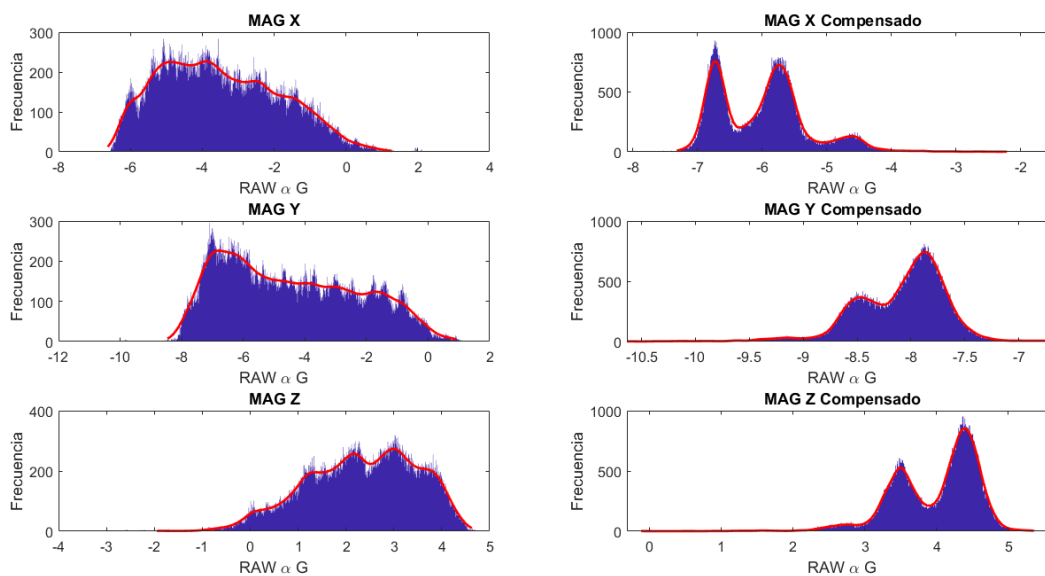 MAG X
Frecuencia
300
200
100
0
-8 -6 -4 -2 0 2 4
RAW α G
MAG X Compensado
Frecuencia
1000
500
0
-8 -7 -6 -5 -4 -3 -2
RAW α G
MAG Y
Frecuencia
300
200
100
0
-12 -10 -8 -6 -4 -2 0 2
RAW α G
MAG Y Compensado
Frecuencia
1000
500
0
-10.5 -10 -9.5 -9 -8.5 -8 -7.5 -7
RAW α G
MAG Z
Frecuencia
400
200
0
-4 -3 -2 -1 0 1 2 3 4 5
RAW α G
MAG Z Compensado
Frecuencia
1000
500
0
0 1 2 3 4 5
RAW α G